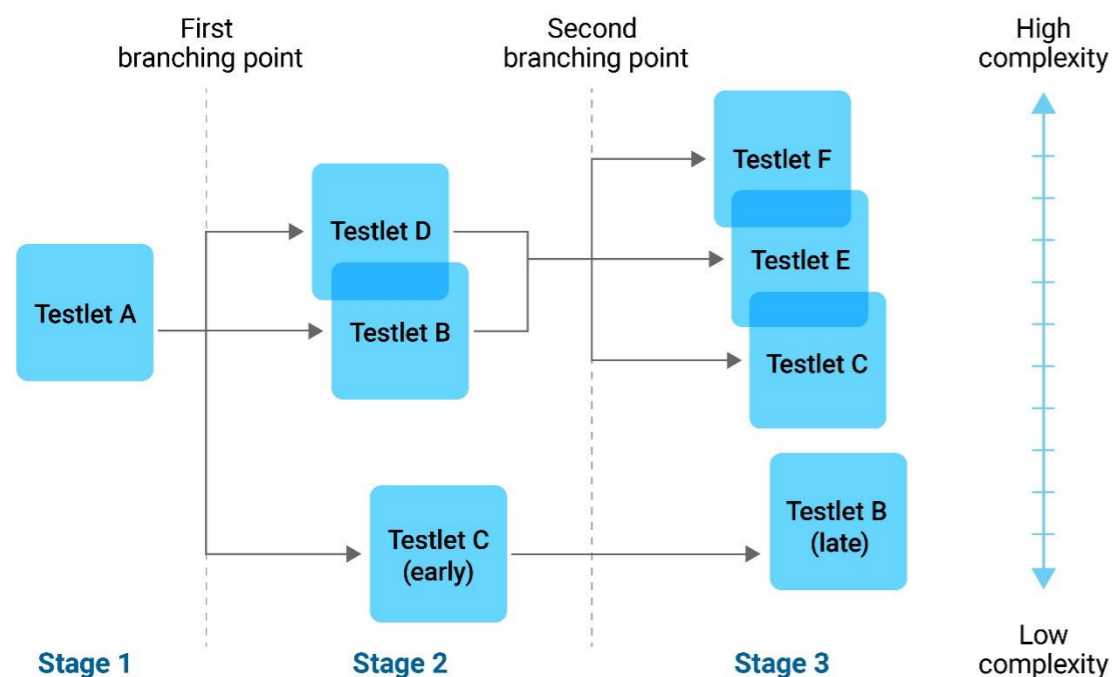 First
branching point
Second
branching point
High
complexity
Testlet F
Testlet D
Testlet E
Testlet A
Testlet B
Testlet C
Testlet B
(late)
Testlet C
(early)
Low
complexity
Stage 1
Stage 2
Stage 3